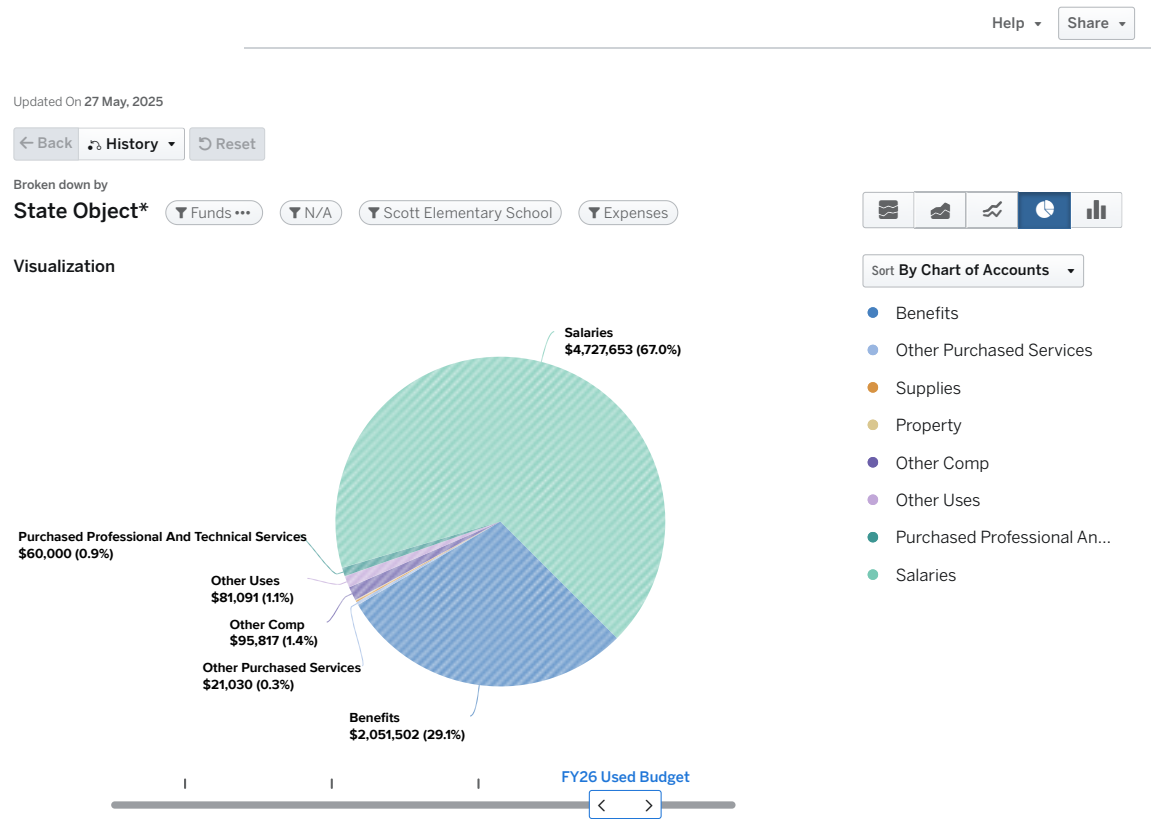 Help
Share
Updated On 27 May, 2025
Back
History
Reset
Broken down by
State Object*
Funds •••
N/A
Scott Elementary School
Expenses
Visualization
Sort By Chart of Accounts
Benefits
Other Purchased Services
Supplies
Property
Other Comp
Other Uses
Purchased Professional An...
Salaries
Salaries
$4,727,653 (67.0%)
Purchased Professional And Technical Services
$60,000 (0.9%)
Other Uses
$81,091 (1.1%)
Other Comp
$95,817 (1.4%)
Other Purchased Services
$21,030 (0.3%)
Benefits
$2,051,502 (29.1%)
FY26 Used Budget